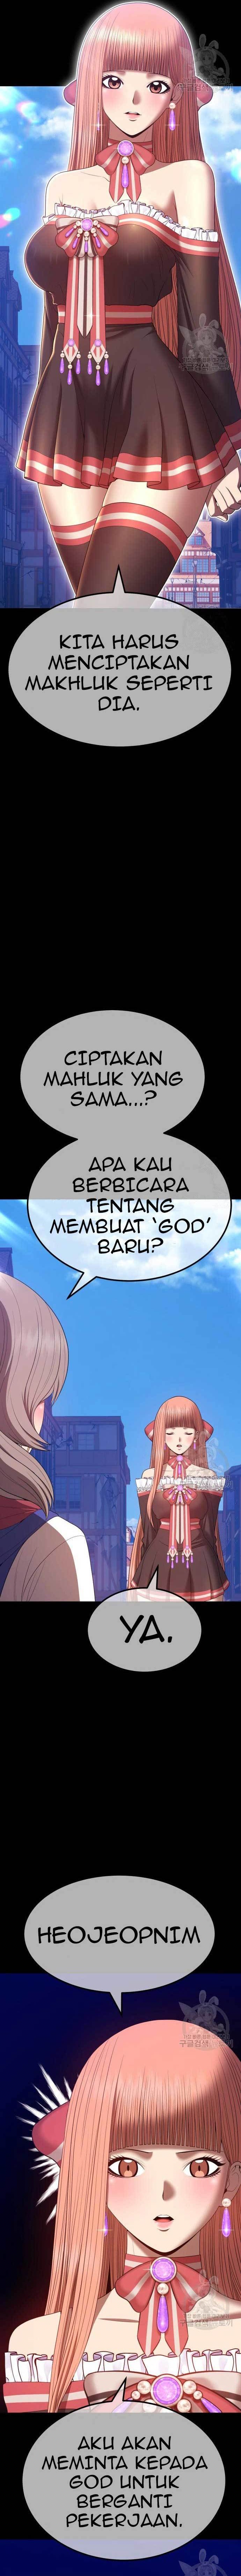 KITA HARUS
MENCIPTAKAN
MAKHLUK SEPERTI
DIA.
CIPTAKAN
MAHLUK YANG
SAMA...?
APA KAU
BERBICARA
TENTANG
MEMBUAT 'GOD'
BARU?
YA.
HEOJEOPNIM
AKU AKAN
MEMINTA KEPADA
GOD UNTUK
BERGANTI
PEKERJAAN.